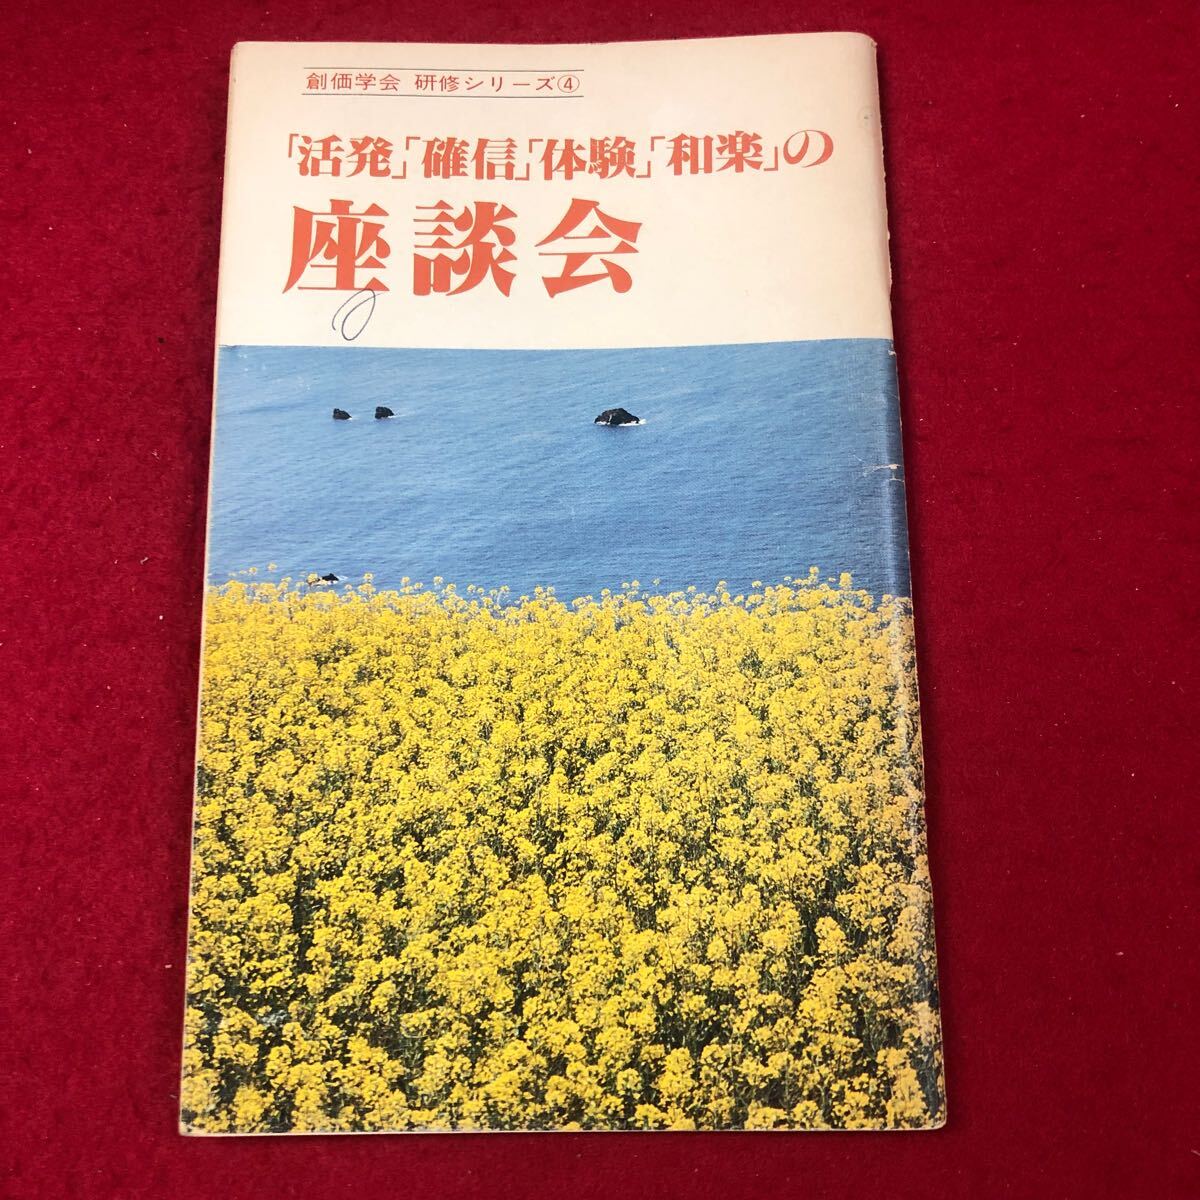 創価学会 研修シリーズ④
「活発」「確信」「体験」「和楽」の
座談会